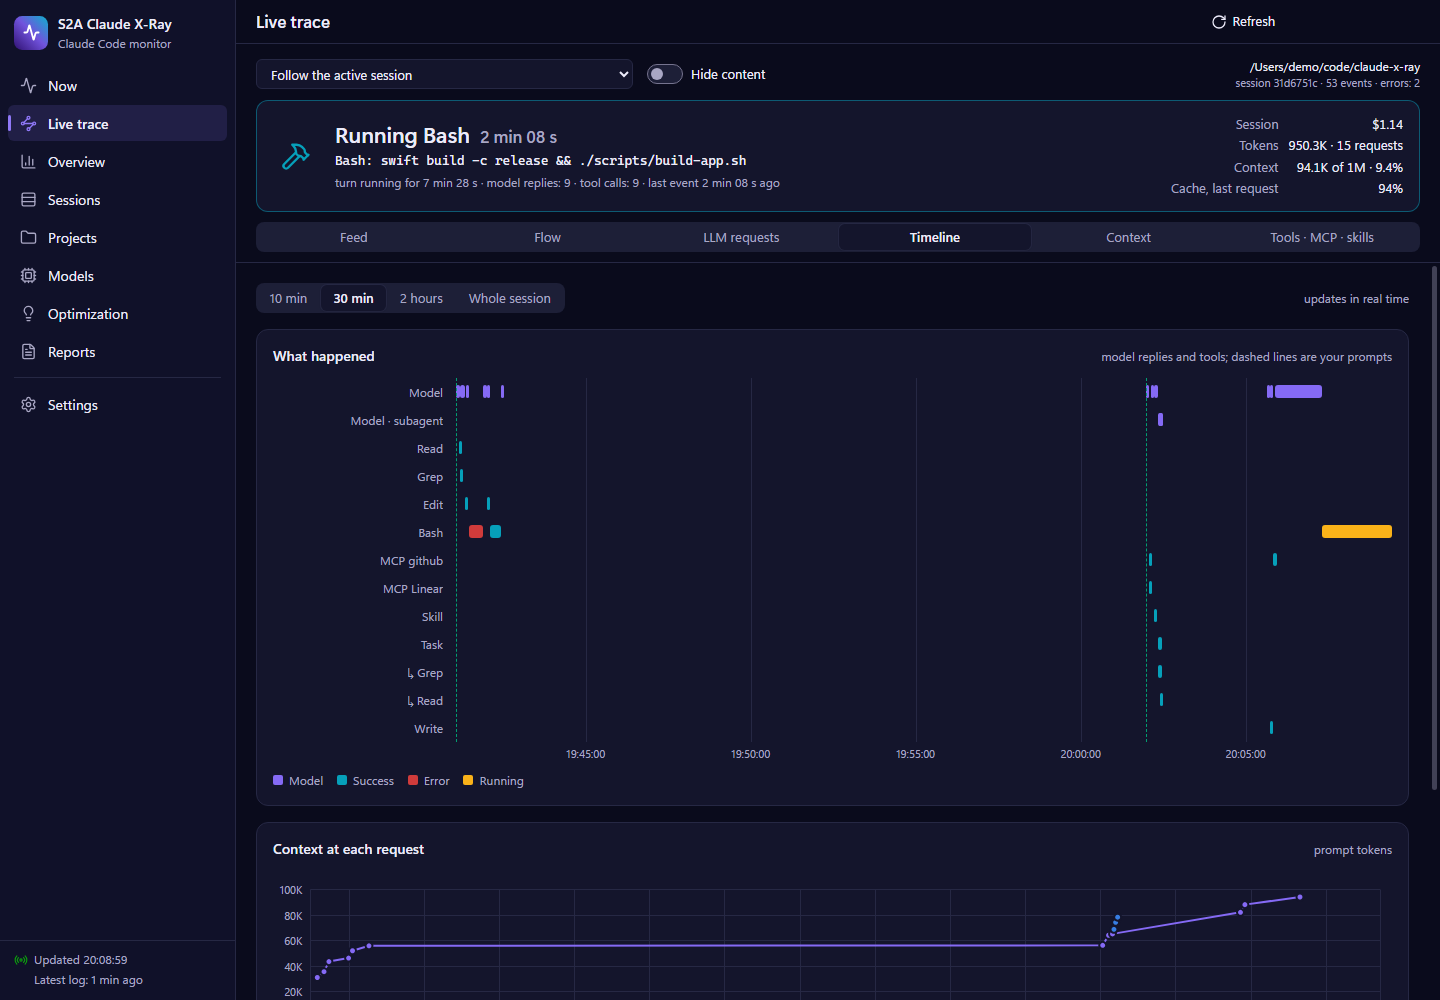 S2A Claude X-Ray
Claude Code monitor
Now
Live trace
Overview
Sessions
Projects
Models
Optimization
Reports
Settings
Updated 20:08:59
Latest log: 1 min ago
Live trace
Refresh
Follow the active session
Hide content
/Users/demo/code/claude-x-ray
session 31d6751c · 53 events · errors: 2
Running Bash 2 min 08 s
Bash: swift build -c release && ./scripts/build-app.sh
turn running for 7 min 28 s · model replies: 9 · tool calls: 9 · last event 2 min 08 s ago
Session $1.14
Tokens 950.3K · 15 requests
Context 94.1K of 1M · 9.4%
Cache, last request 94%
Feed Flow LLM requests Timeline Context Tools · MCP · skills
10 min 30 min 2 hours Whole session
updates in real time
What happened
model replies and tools; dashed lines are your prompts
Model
Model · subagent
Read
Grep
Edit
Bash
MCP github
MCP Linear
Skill
Task
↳ Grep
↳ Read
Write
19:45:00 19:50:00 19:55:00 20:00:00 20:05:00
Model Success Error Running
Context at each request
prompt tokens
100K
80K
60K
40K
20K